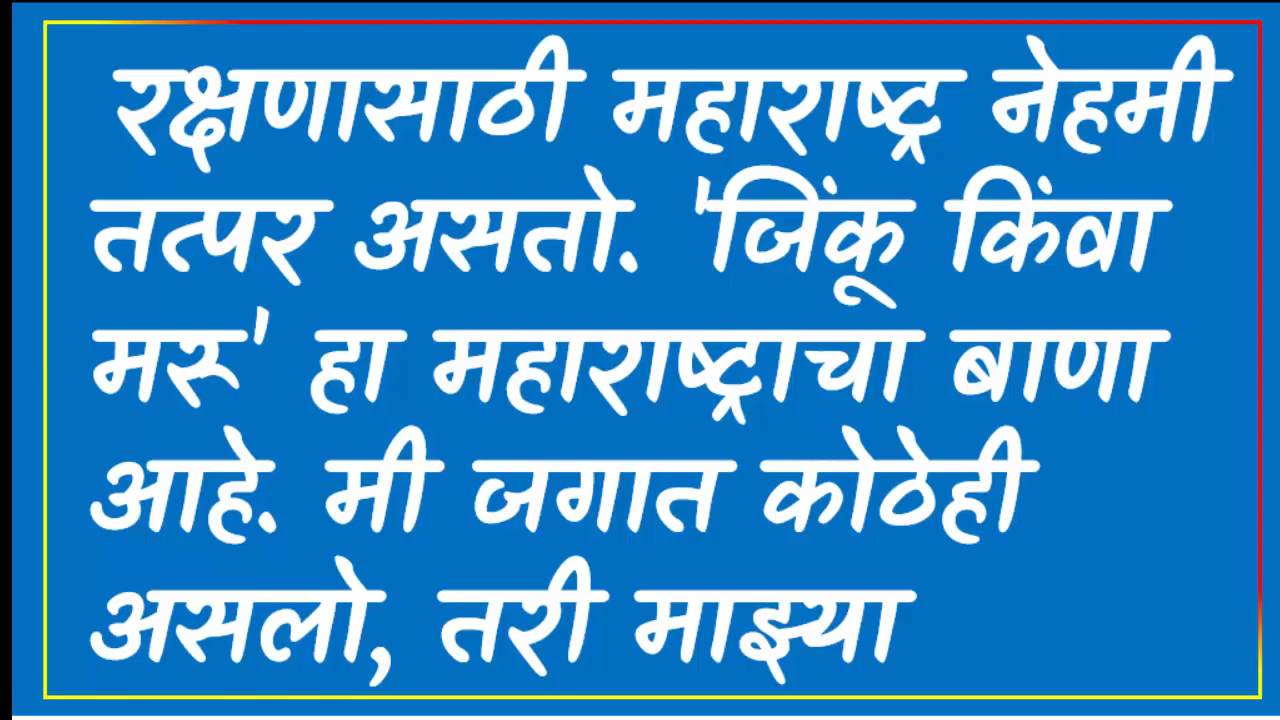 रक्षणासाठी महाराष्ट्र नेहमी
तत्पर असतो. 'जिंकू किंवा
मरू' हा महाराष्ट्राचा बाणा
आहे. मी जगात कोठेही
असलो, तरी माझ्या